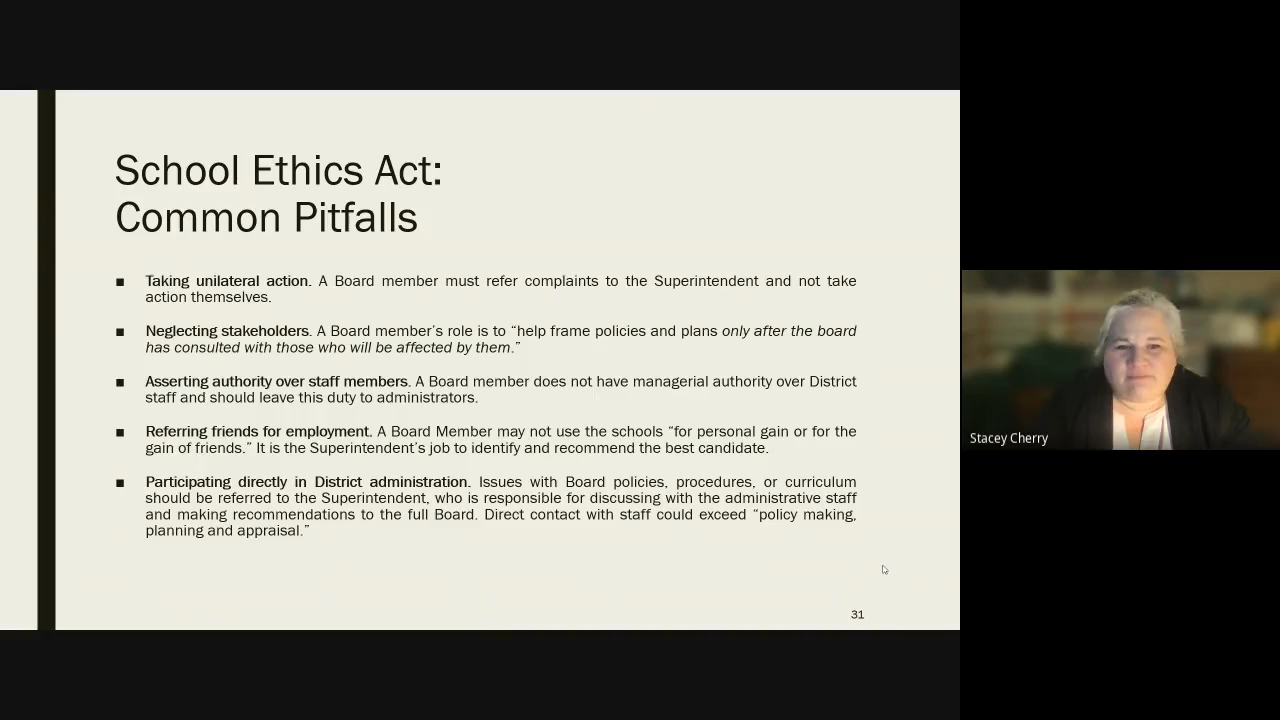 School Ethics Act:
Common Pitfalls
■ Taking unilateral action. A Board member must refer complaints to the Superintendent and not take
action themselves.
■ Neglecting stakeholders. A Board member’s role is to “help frame policies and plans only after the board
has consulted with those who will be affected by them.”
■ Asserting authority over staff members. A Board member does not have managerial authority over District
staff and should leave this duty to administrators.
■ Referring friends for employment. A Board Member may not use the schools “for personal gain or for the
gain of friends.” It is the Superintendent’s job to identify and recommend the best candidate.
■ Participating directly in District administration. Issues with Board policies, procedures, or curriculum
should be referred to the Superintendent, who is responsible for discussing with the administrative staff
and making recommendations to the full Board. Direct contact with staff could exceed “policy making,
planning and appraisal.”
31
Stacey Cherry